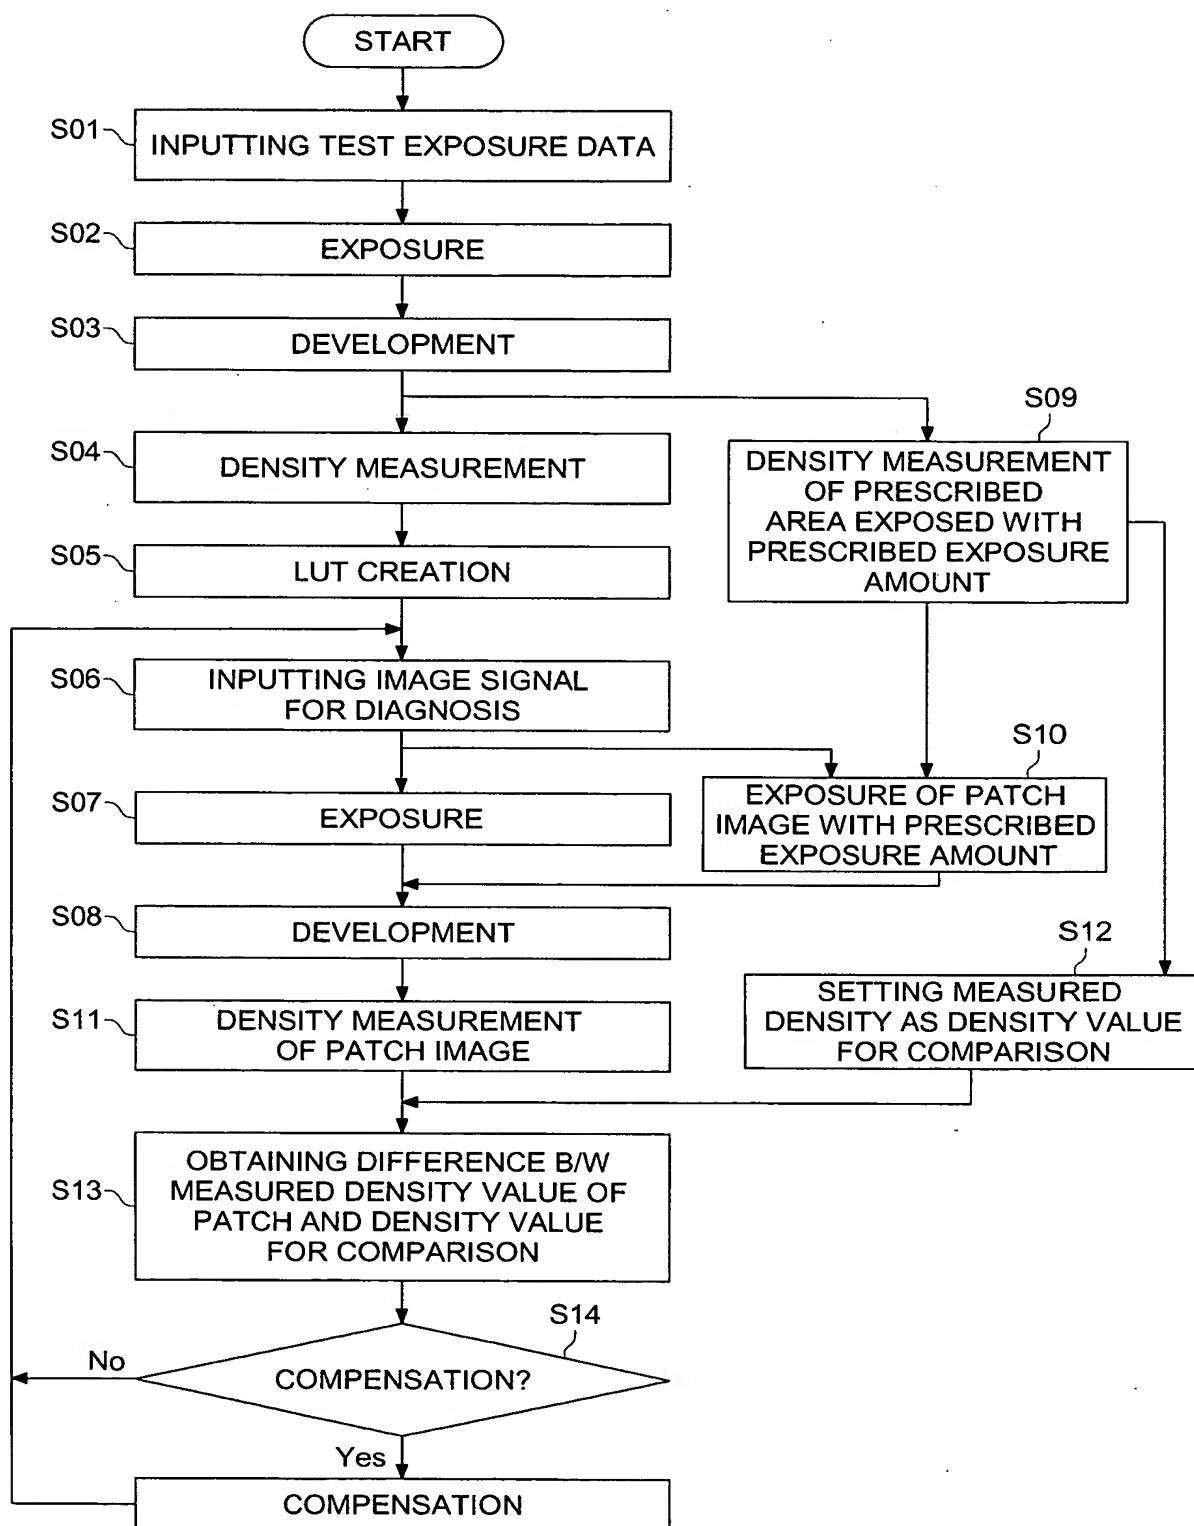 START
S01
INPUTTING TEST EXPOSURE DATA
S02
EXPOSURE
S03
DEVELOPMENT
S09
S04
DENSITY MEASUREMENT
DENSITY MEASUREMENT
OF PRESCRIBED
AREA EXPOSED WITH
PRESCRIBED EXPOSURE
AMOUNT
S05
LUT CREATION
S06
INPUTTING IMAGE SIGNAL
FOR DIAGNOSIS
S10
S07
EXPOSURE
EXPOSURE OF PATCH
IMAGE WITH PRESCRIBED
EXPOSURE AMOUNT
S08
DEVELOPMENT
S12
S11
DENSITY MEASUREMENT
OF PATCH IMAGE
SETTING MEASURED
DENSITY AS DENSITY VALUE
FOR COMPARISON
S13
OBTAINING DIFFERENCE B/W
MEASURED DENSITY VALUE OF
PATCH AND DENSITY VALUE
FOR COMPARISON
S14
No
COMPENSATION?
Yes
COMPENSATION